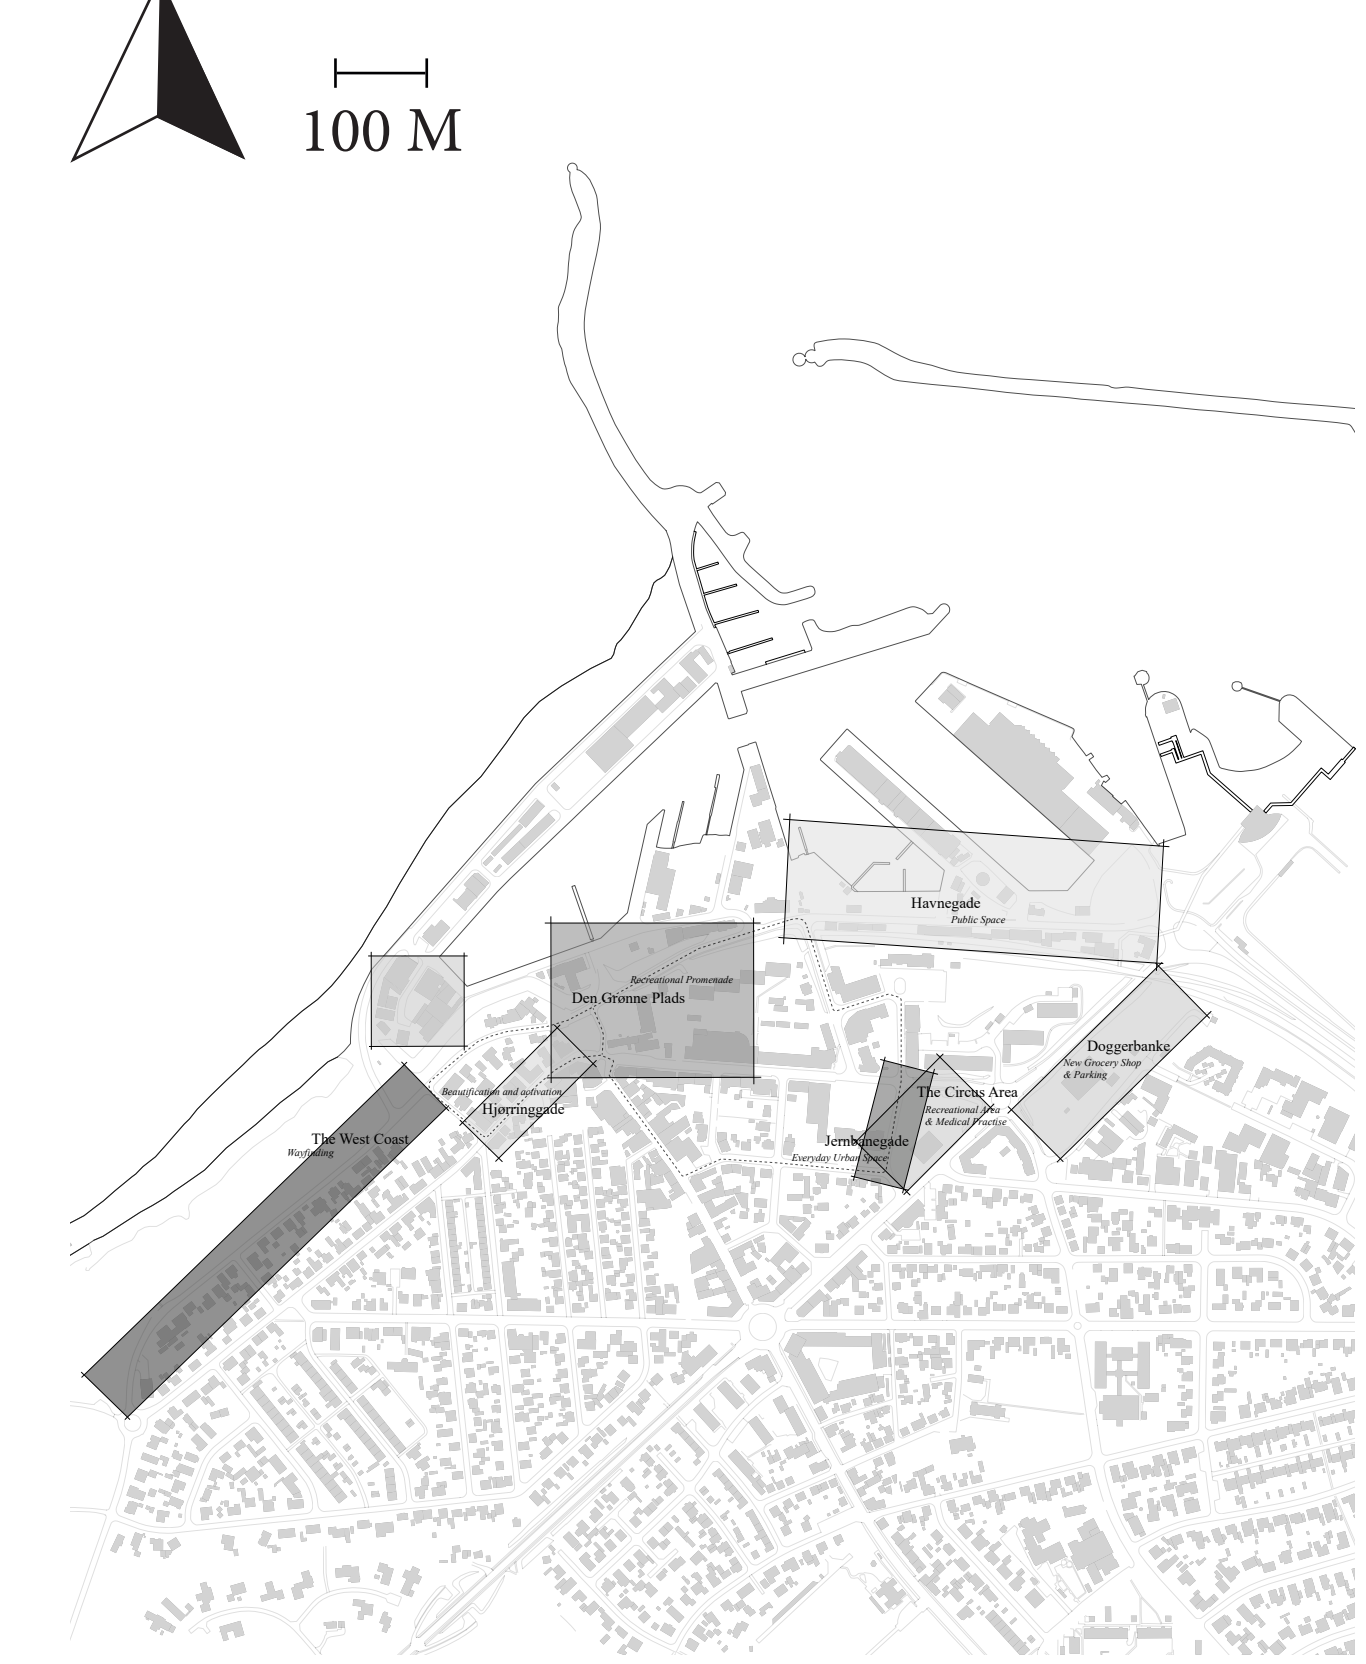 100 M
Havnegade
Public Space
Recreational Promenade
Den Grønne Plads
Doggerbanke
New Grocery Shop
& Parking
Beautification and activation
Hjørringgade
The Circus Area
Recreational Area
& Medical Practise
The West Coast
Wayfinding
Jernbanegade
Everyday Urban Space